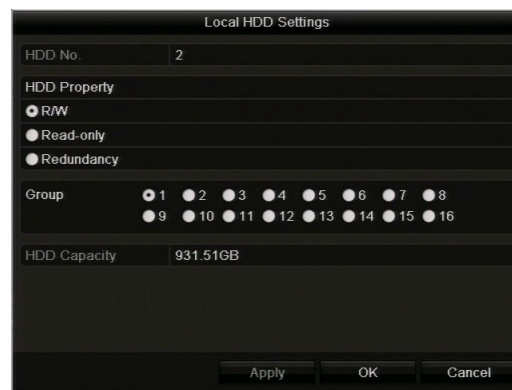 Local HDD Settings
HDD No. 2
HDD Property
R/W
Read-only
Redundancy
Group 1 2 3 4 5 6 7 8
9 10 11 12 13 14 15 16
HDD Capacity 931.51GB
Apply OK Cancel